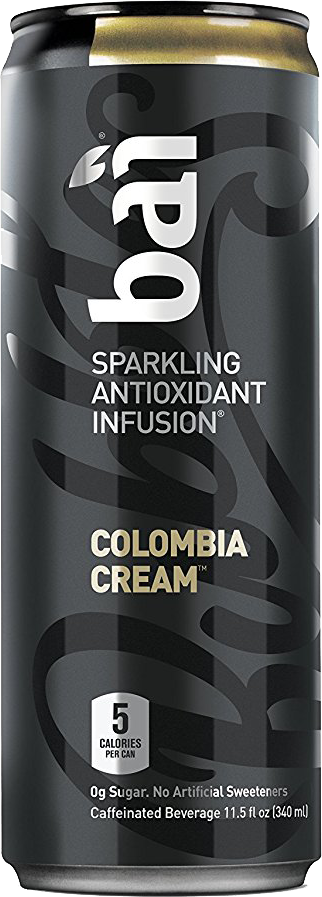 bai®
SPARKLING
ANTIOXIDANT
INFUSION®
COLOMBIA
CREAM™
5
CALORIES
PER CAN
0g Sugar. No Artificial Sweeteners
Caffeinated Beverage 11.5 fl oz (340 ml)